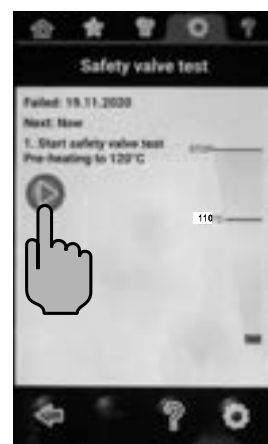 Safety valve test
Failed: 19.11.2020
Next: Now
1. Start safety valve test
Pre-heating to 120°C
STOP
110°C